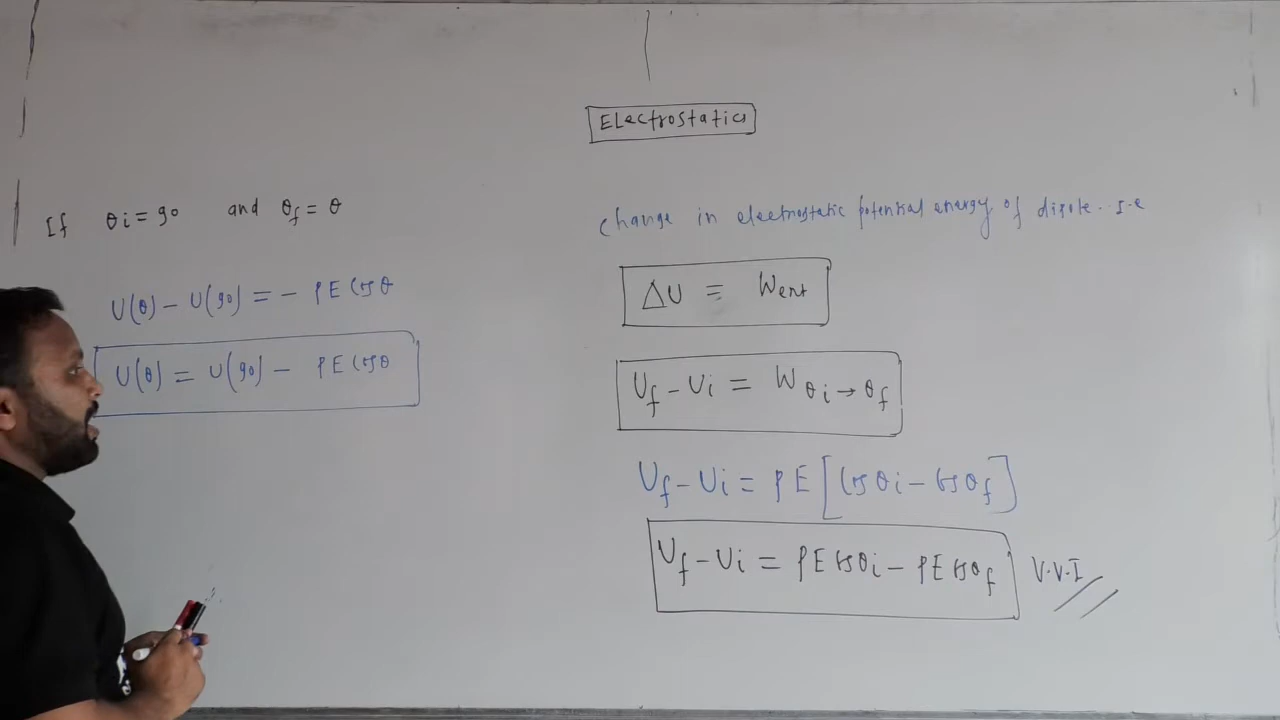 Electrostatics
If θi = 90 and θf = θ
U(θ) - U(90) = - PE Cosθ
U(θ) = U(90) - PE Cosθ
change in electrostatic potential energy of dipole.. I.e
ΔU = Wext
Uf - Ui = Wθi→θf
Uf - Ui = PE [Cosθi - Cosθf]
Uf - Ui = PE Cosθi - PE Cosθf V.V.I